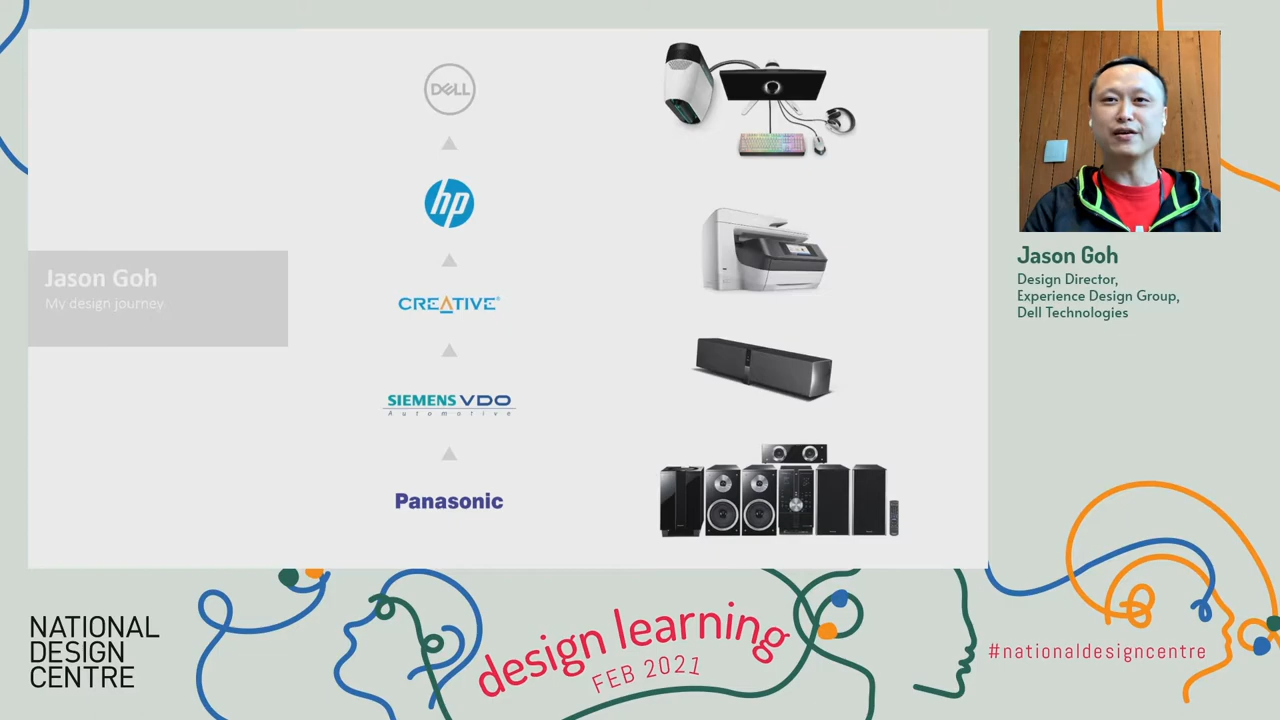 DELL
hp
CREATIVE
SIEMENS VDO
Automotive
Panasonic
Jason Goh
My design journey
Jason Goh
Design Director,
Experience Design Group,
Dell Technologies
NATIONAL
DESIGN
CENTRE
design learning
FEB 2021
#nationaldesigncentre